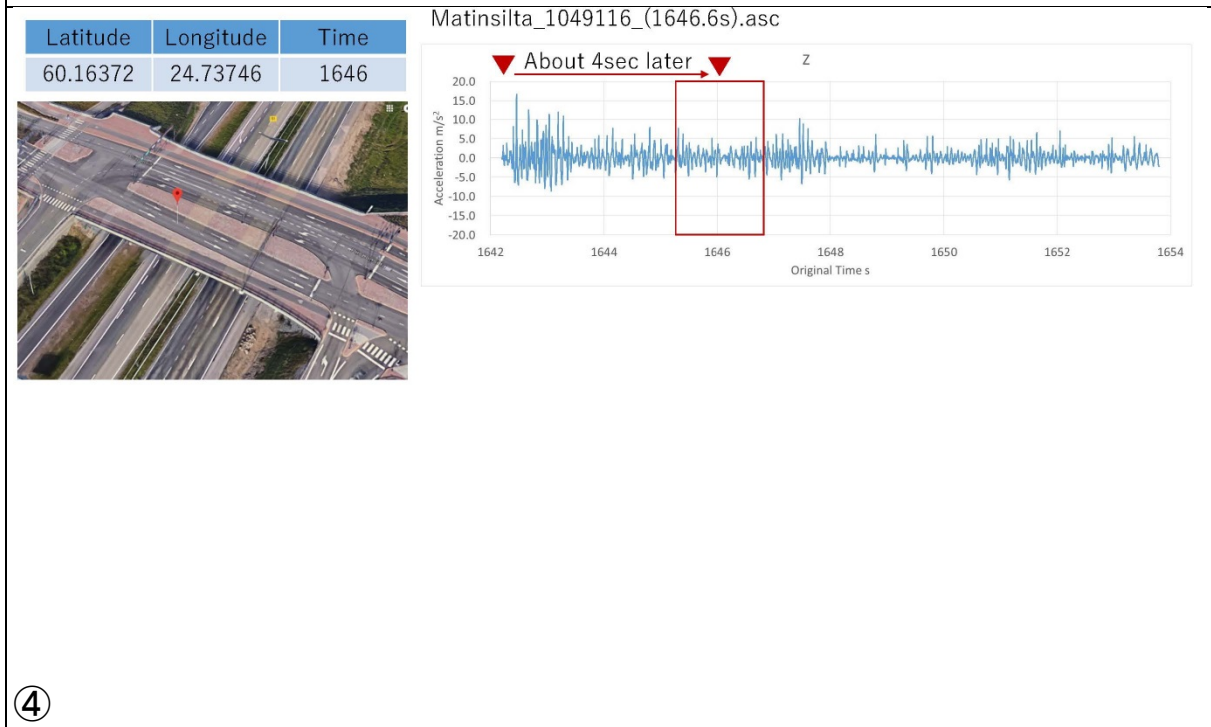 Latitude Longitude Time
60.16372 24.73746 1646
Matinsilta_1049116_(1646.6s).asc
About 4sec later
Z
20.0
15.0
10.0
5.0
0.0
-5.0
-10.0
-15.0
-20.0
Acceleration m/s²
1642 1644 1646 1648 1650 1652 1654
Original Time s
④